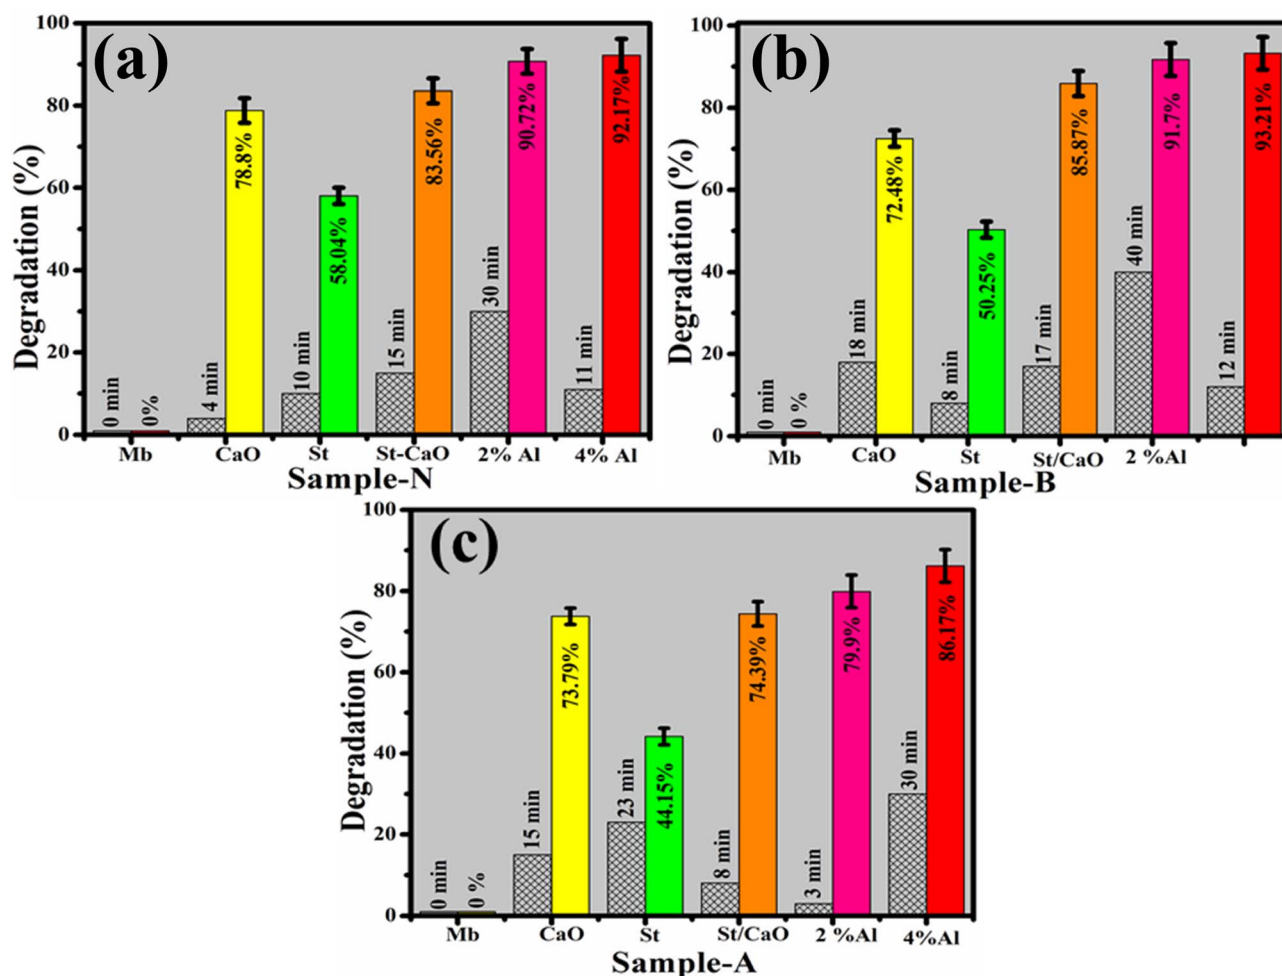 (a)
Degradation (%)
100
80
60
40
20
0
0 min
0%
4 min
78.8%
10 min
58.04%
15 min
83.56%
30 min
90.72%
11 min
92.17%
Mb CaO St St-CaO 2% Al 4% Al
Sample-N
(b)
Degradation (%)
100
80
60
40
20
0
0 min
0 %
18 min
72.48%
8 min
50.25%
17 min
85.87%
40 min
91.7%
12 min
93.21%
Mb CaO St St/CaO 2 %Al
Sample-B
(c)
Degradation (%)
100
80
60
40
20
0
0 min
0 %
15 min
73.79%
23 min
44.15%
8 min
74.39%
3 min
79.9%
30 min
86.17%
Mb CaO St St/CaO 2 %Al 4%Al
Sample-A